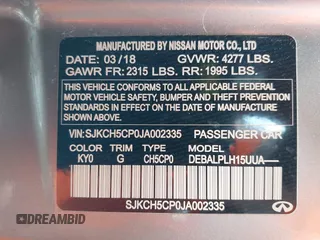 MANUFACTURED BY NISSAN MOTOR CO., LTD.
DATE: 03/18 GVWR: 4277 LBS.
GAWR FR: 2315 LBS. RR: 1995 LBS.
THIS VEHICLE CONFORMS TO ALL APPLICABLE FEDERAL
MOTOR VEHICLE SAFETY, BUMPER, AND THEFT PREVENTION
STANDARDS IN EFFECT ON THE DATE OF MANUFACTURE
SHOWN ABOVE.
VIN:SJKCH5CP0JA002335 PASSENGER CAR
COLOR TRIM TYPE MODEL
KY0 G CH5CP0 DEBALPLH15UUA-----
SJKCH5CP0JA002335
INFINITI
DREAMBID